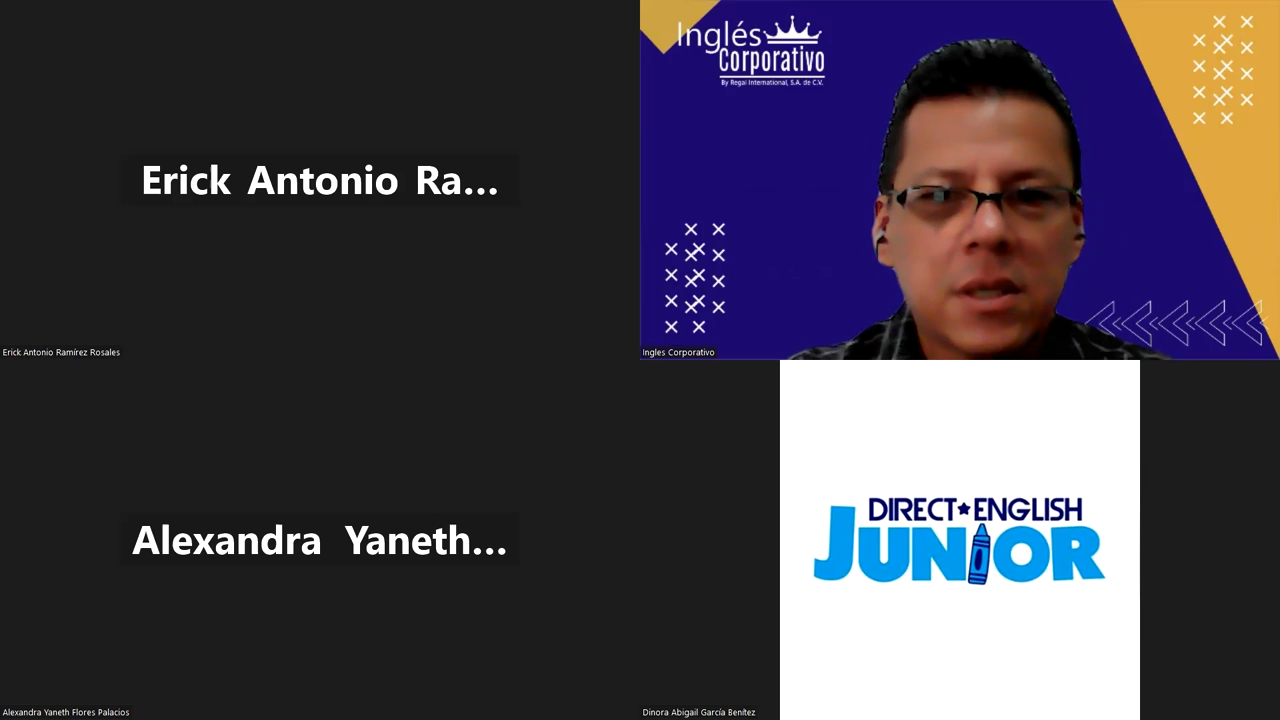 Erick Antonio Ra...
Erick Antonio Ramírez Rosales
Inglés
Corporativo
By Regal International, S.A. de C.V.
Ingles Corporativo
Alexandra Yaneth...
Alexandra Yaneth Flores Palacios
DIRECT ENGLISH
JUNIOR
Dinora Abigail García Benítez